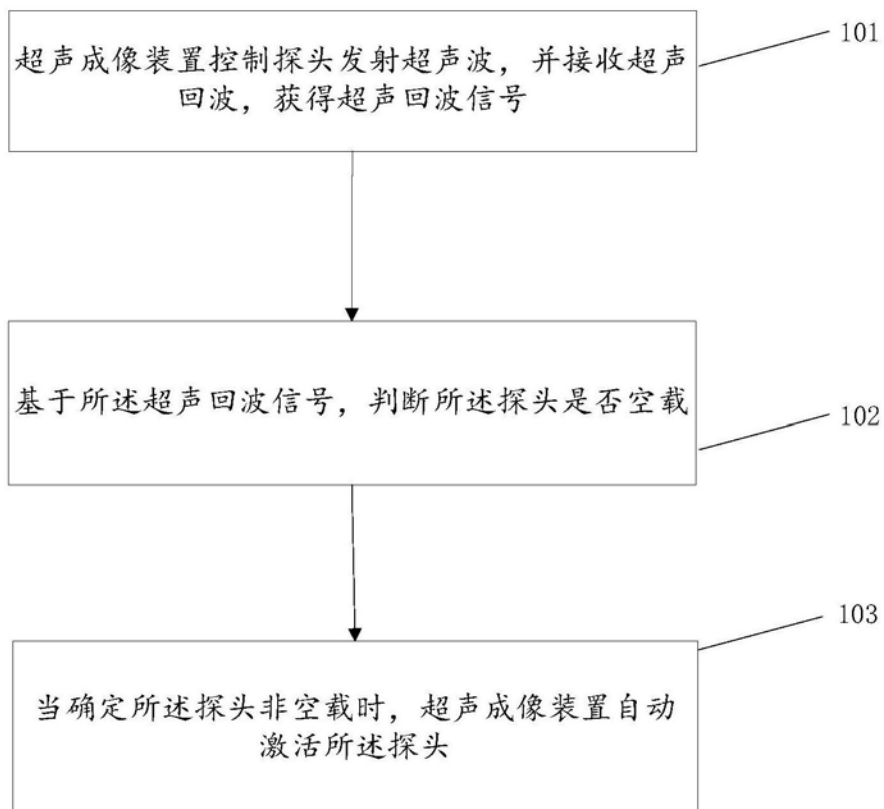 超声成像装置控制探头发射超声波，并接收超声
回波，获得超声回波信号
101
基于所述超声回波信号，判断所述探头是否空载
102
103
当确定所述探头非空载时，超声成像装置自动
激活所述探头